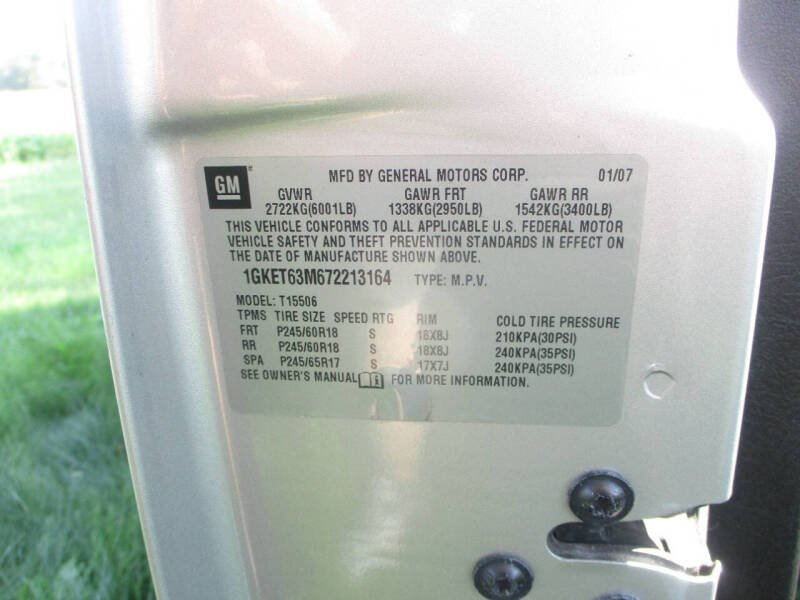 GM
MFD BY GENERAL MOTORS CORP. 01/07
GVWR GAWR FRT GAWR RR
2722KG(6001LB) 1338KG(2950LB) 1542KG(3400LB)
THIS VEHICLE CONFORMS TO ALL APPLICABLE U.S. FEDERAL MOTOR
VEHICLE SAFETY AND THEFT PREVENTION STANDARDS IN EFFECT ON
THE DATE OF MANUFACTURE SHOWN ABOVE.
1GKET63M672213164 TYPE: M.P.V.
MODEL: T15506
TPMS TIRE SIZE SPEED RTG RIM COLD TIRE PRESSURE
FRT P245/60R18 S 18X8J 210KPA(30PSI)
RR P245/60R18 S 18X8J 240KPA(35PSI)
SPA P245/65R17 S 17X7J 240KPA(35PSI)
SEE OWNER'S MANUAL FOR MORE INFORMATION.